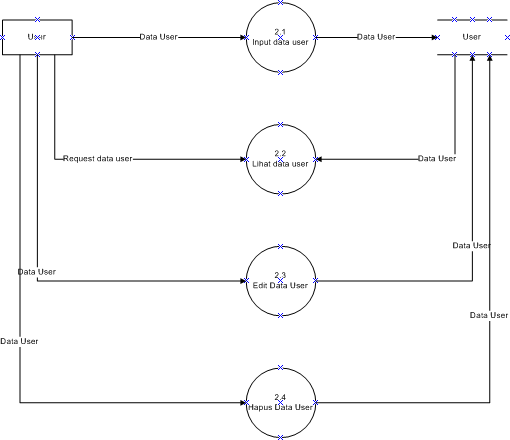 User
Data User
2.1
Input data user
Data User
User
Request data user
2.2
Lihat data user
Data User
Data User
2.3
Edit Data User
Data User
Data User
2.4
Hapus Data User
Data User